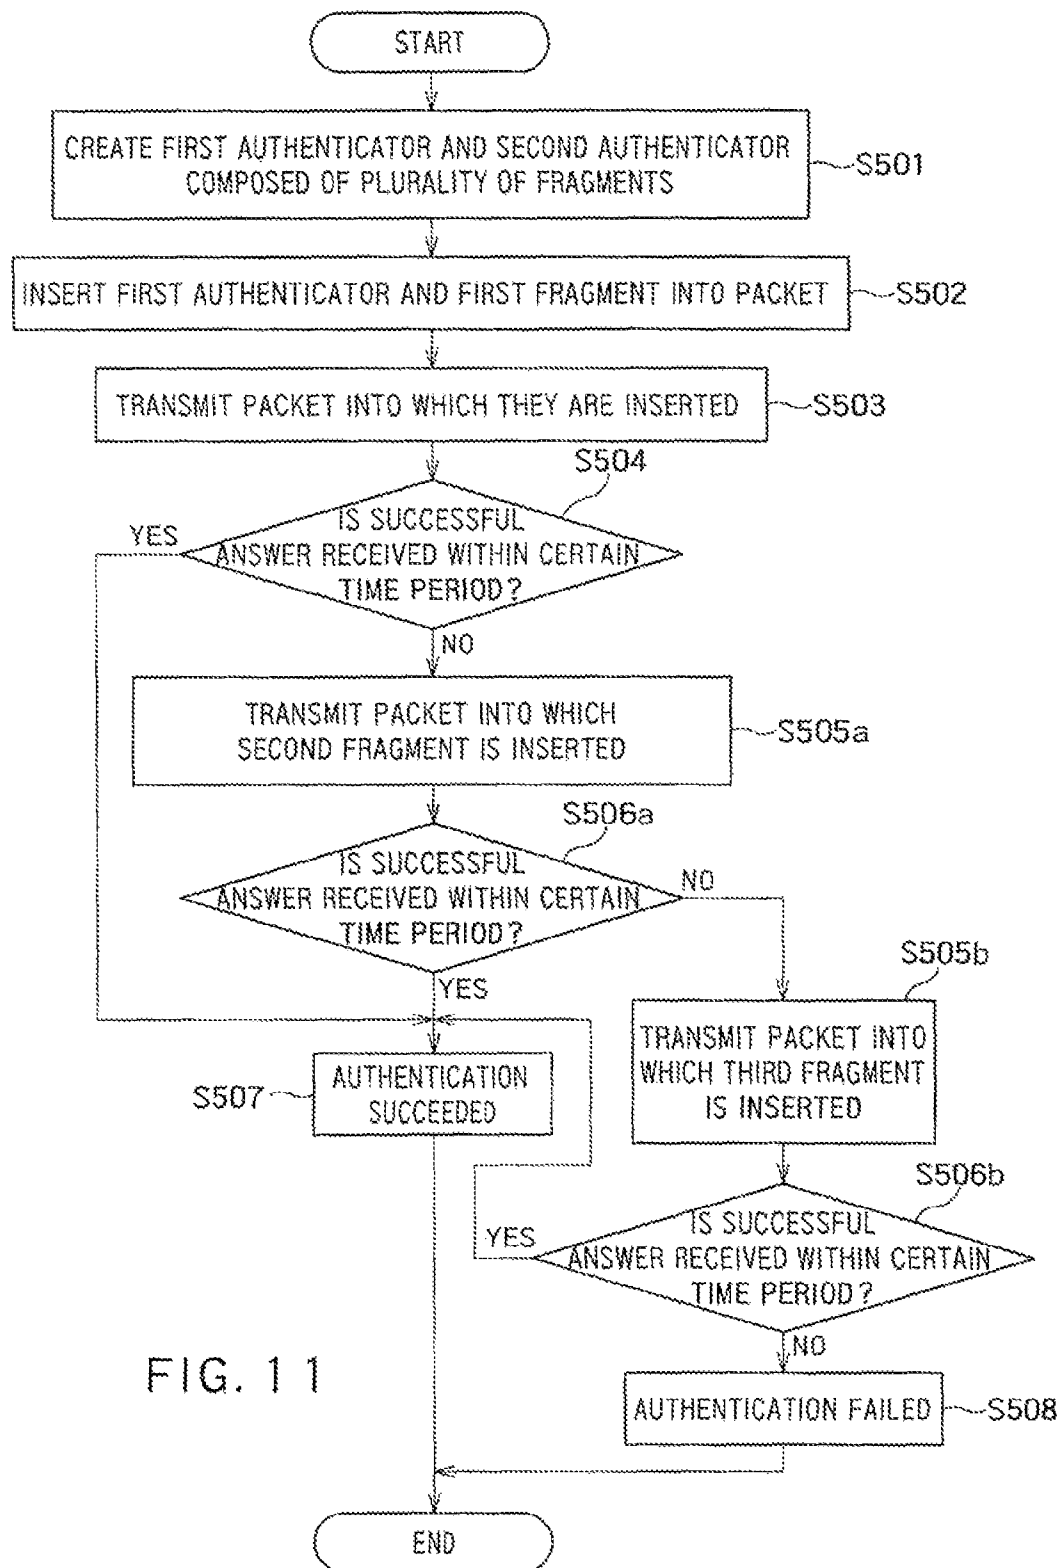 START
CREATE FIRST AUTHENTICATOR AND SECOND AUTHENTICATOR
COMPOSED OF PLURALITY OF FRAGMENTS
S501
INSERT FIRST AUTHENTICATOR AND FIRST FRAGMENT INTO PACKET
S502
TRANSMIT PACKET INTO WHICH THEY ARE INSERTED
S503
S504
IS SUCCESSFUL
ANSWER RECEIVED WITHIN CERTAIN
TIME PERIOD?
YES
NO
TRANSMIT PACKET INTO WHICH
SECOND FRAGMENT IS INSERTED
S505a
S506a
IS SUCCESSFUL
ANSWER RECEIVED WITHIN CERTAIN
TIME PERIOD?
NO
YES
S505b
TRANSMIT PACKET INTO
WHICH THIRD FRAGMENT
IS INSERTED
S507
AUTHENTICATION
SUCCEEDED
S506b
IS SUCCESSFUL
ANSWER RECEIVED WITHIN CERTAIN
TIME PERIOD?
YES
NO
AUTHENTICATION FAILED
S508
END
FIG. 11